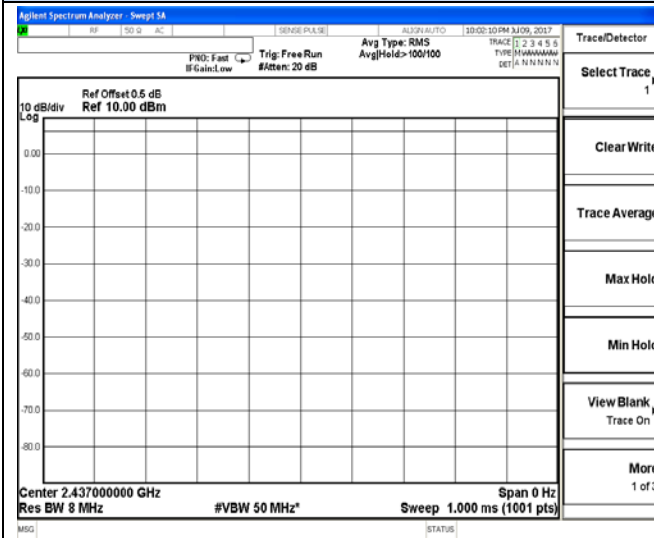 Agilent Spectrum Analyzer - Swept SA
RF 50 Ω AC SENSE:PULSE ALIGN AUTO 10:02:10 PM JUl 09, 2017
Trace/Detector
Avg Type: RMS
TRACE 1 2 3 4 5 6
PNO: Fast Trig: Free Run Avg|Hold:>100/100
TYPE MWWWWW
IFGain:Low #Atten: 20 dB
DET A N N N N N
Select Trace
1
Ref Offset 0.5 dB
10 dB/div Ref 10.00 dBm
Log
Clear Write
0.00
-10.0
Trace Average
-20.0
-30.0
Max Hold
-40.0
-50.0
Min Hold
-60.0
View Blank
Trace On
-70.0
-80.0
More
1 of 3
Center 2.437000000 GHz Span 0 Hz
Res BW 8 MHz #VBW 50 MHz* Sweep 1.000 ms (1001 pts)
MSG STATUS